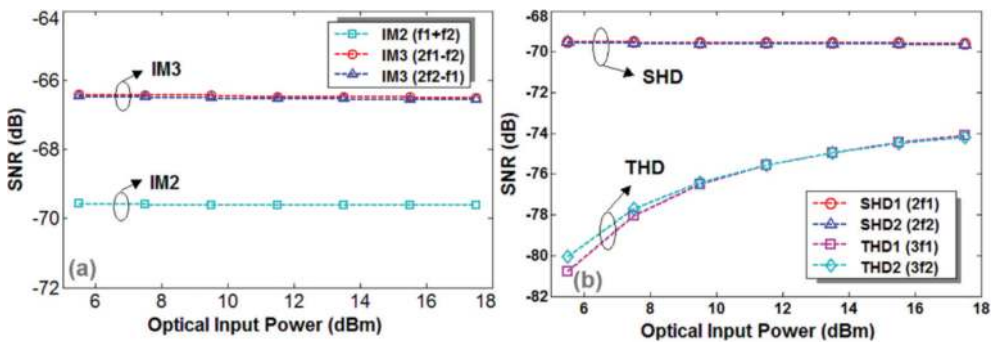 -64
-66
-68
-70
-72
SNR (dB)
IM2 (f1+f2)
IM3 (2f1-f2)
IM3 (2f2-f1)
IM3
IM2
(a)
6 8 10 12 14 16 18
Optical Input Power (dBm)
-68
-70
-74
-76
-78
-80
-82
SNR (dB)
SHD
THD
SHD1 (2f1)
SHD2 (2f2)
THD1 (3f1)
THD2 (3f2)
(b)
6 8 10 12 14 16 18
Optical Input Power (dBm)